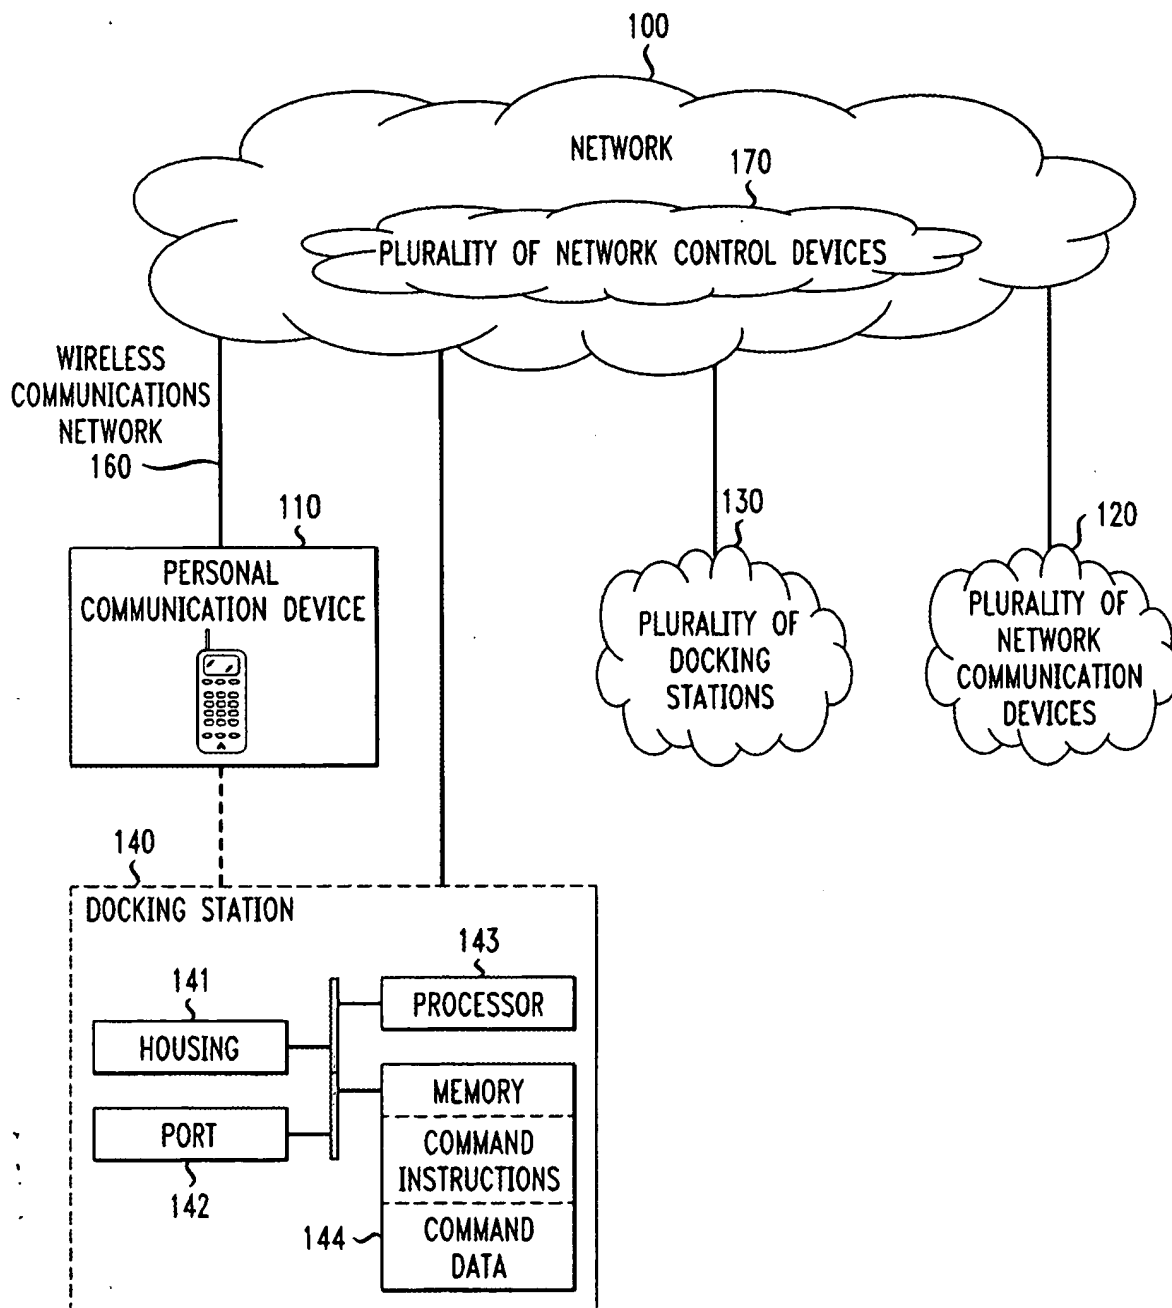 100
NETWORK
170
PLURALITY OF NETWORK CONTROL DEVICES
WIRELESS
COMMUNICATIONS
NETWORK
160
110
PERSONAL
COMMUNICATION DEVICE
130
PLURALITY OF
DOCKING
STATIONS
120
PLURALITY OF
NETWORK
COMMUNICATION
DEVICES
140
DOCKING STATION
141
HOUSING
PORT
142
143
PROCESSOR
MEMORY
COMMAND
INSTRUCTIONS
COMMAND
DATA
144